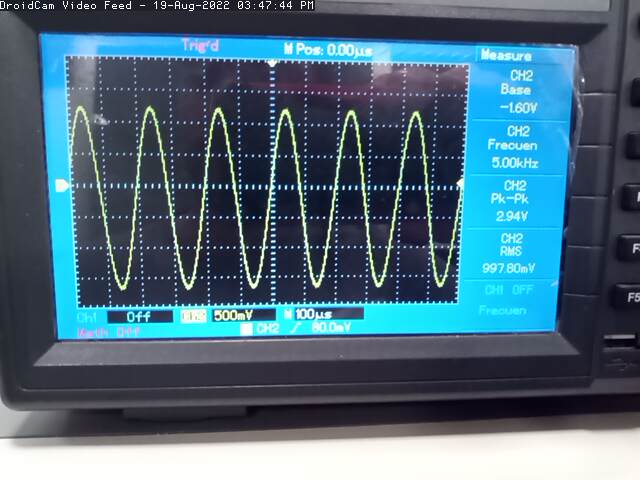 DroidCam Video Feed - 19-Aug-2022 03:47:44 PM
Trig'd M Pos: 0.00µs
Measure
CH2
Base
-1.60V
CH2
Frecuen
5.00kHz
CH2
Pk-Pk
2.94V
CH2
RMS
997.80mV
CH1 OFF
Frecuen
Ch1 Off 500mV M 100µs
Math Off CH2 80.0mV
F5